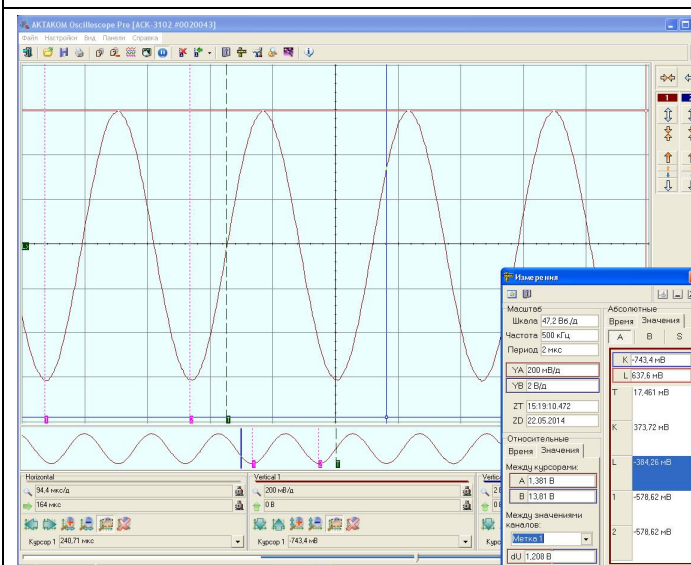 AKTAKOM Oscilloscope Pro [ACK-3102 #0020043]
Файл Настройки Вид Панели Справка
1
Измерения
Масштаб
Шкала 47,2 Вб./д
Частота 500 кГц
Период 2 мкс
YA 200 мВ/д
YB 2 В/д
ZT 15:19:10.472
ZD 22.05.2014
Относительные
Время Значения
Между курсорами:
A 1,381 В
B 13,81 В
Между значениями
каналов:
Метка 1
dU 1,208 В
Абсолютные
Время Значения
A B S
K -743,4 мВ
L 637,6 мВ
T 17,461 мВ
K 373,72 мВ
L -384,26 мВ
1 -578,62 мВ
2 -578,62 мВ
Horizontal
94,4 мкс/д
164 мкс
Курсор 1 240,71 мкс
Vertical 1
200 мВ/д
0 В
Курсор 1 -743,4 мВ